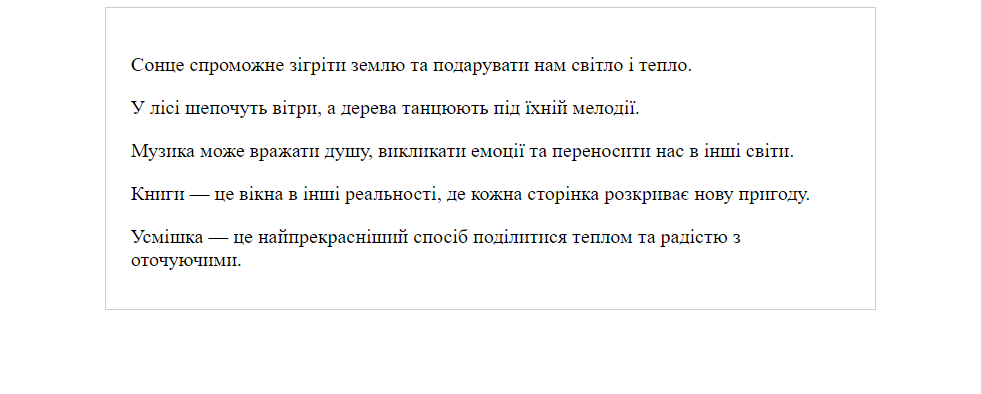 Сонце спроможне зігріти землю та подарувати нам світло і тепло.
У лісі шепочуть вітри, а дерева танцюють під їхній мелодії.
Музика може вражати душу, викликати емоції та переносити нас в інші світи.
Книги — це вікна в інші реальності, де кожна сторінка розкриває нову пригоду.
Усмішка — це найпрекрасніший спосіб поділитися теплом та радістю з
оточуючими.